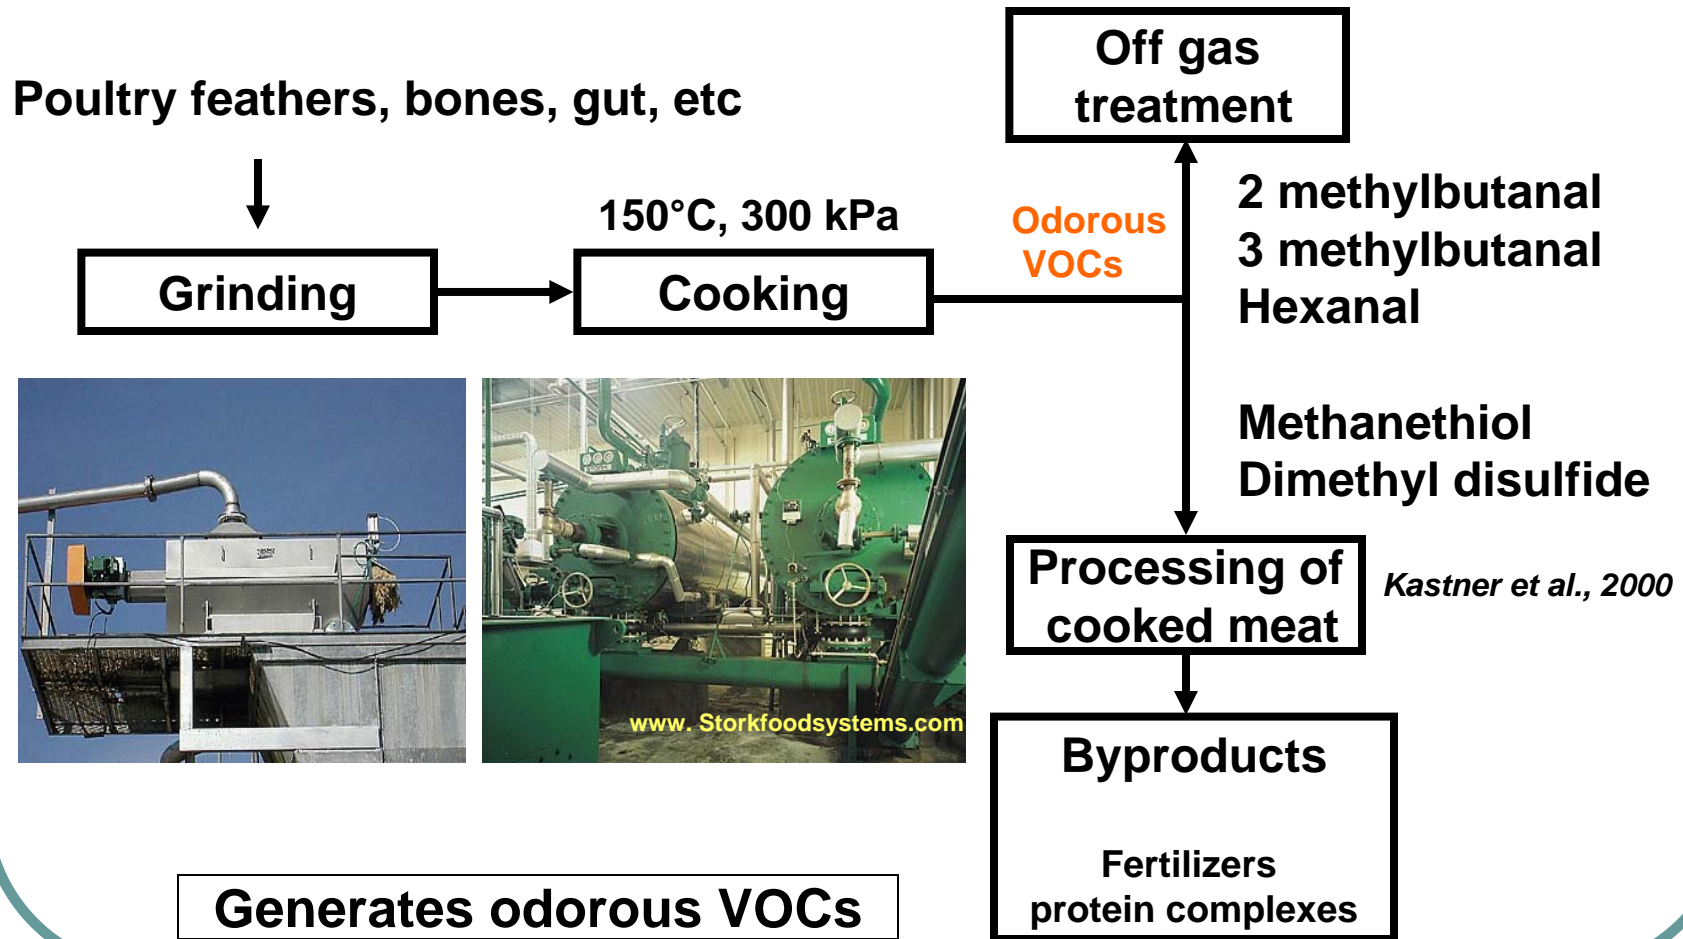 Poultry feathers, bones, gut, etc
Off gas
treatment
150°C, 300 kPa
Grinding
Cooking
Odorous
VOCs
2 methylbutanal
3 methylbutanal
Hexanal
Methanethiol
Dimethyl disulfide
Processing of
cooked meat
Kastner et al., 2000
www. Storkfoodsystems.com
Byproducts
Fertilizers
protein complexes
Generates odorous VOCs